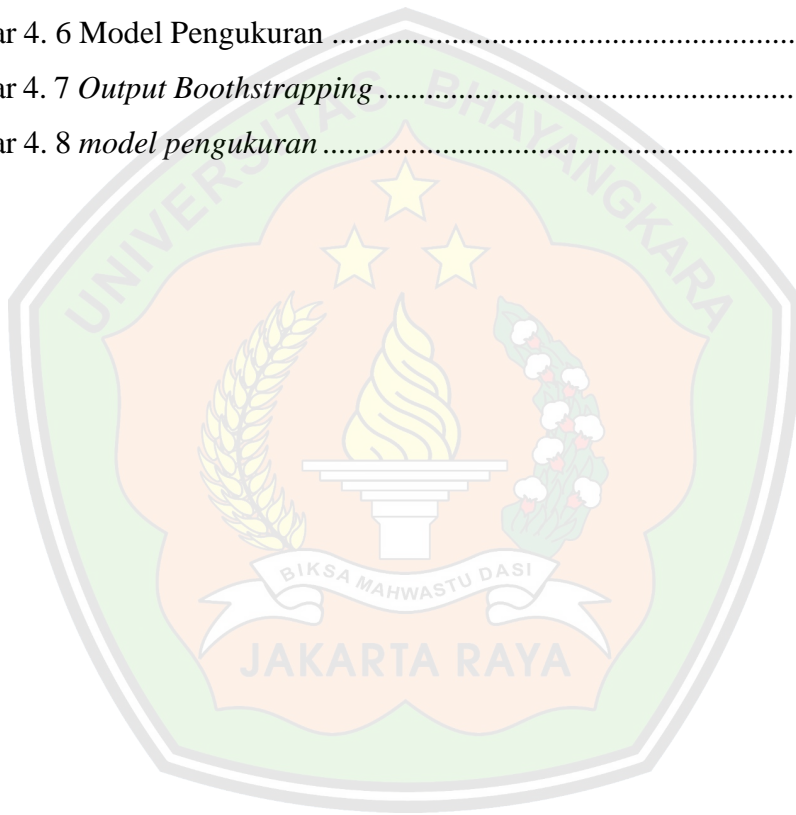 ar 4. 6 Model Pengukuran ................................................
ar 4. 7 Output Boothstrapping ............................................
ar 4. 8 model pengukuran ..................................................
UNIVERSITAS BHAYANGKARA
BIKSA MAHWASTU DASI
JAKARTA RAYA